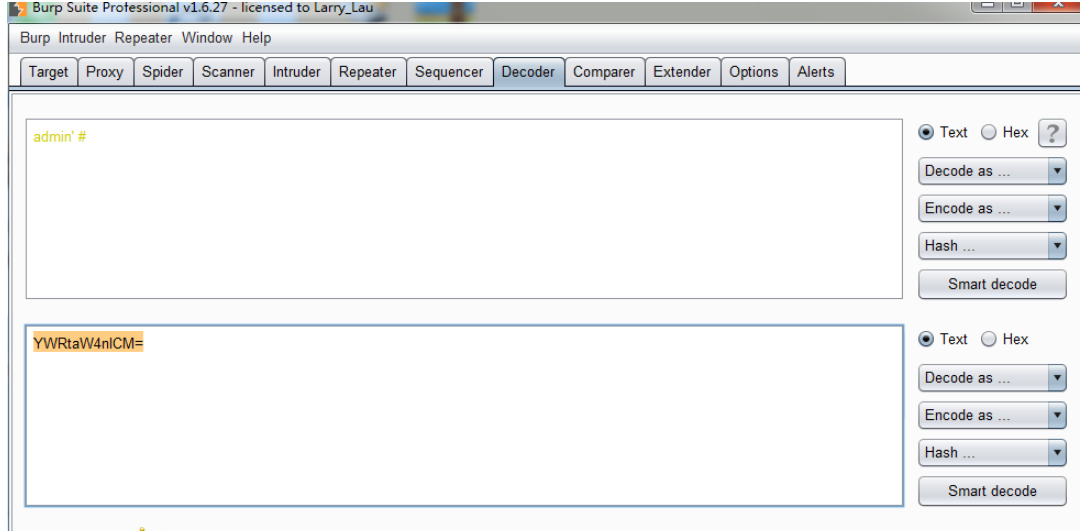 Burp Suite Professional v1.6.27 - licensed to Larry_Lau
Burp Intruder Repeater Window Help
Target Proxy Spider Scanner Intruder Repeater Sequencer Decoder Comparer Extender Options Alerts
admin' #
Text Hex ?
Decode as ...
Encode as ...
Hash ...
Smart decode
YWRtaW4nICM=
Text Hex
Decode as ...
Encode as ...
Hash ...
Smart decode